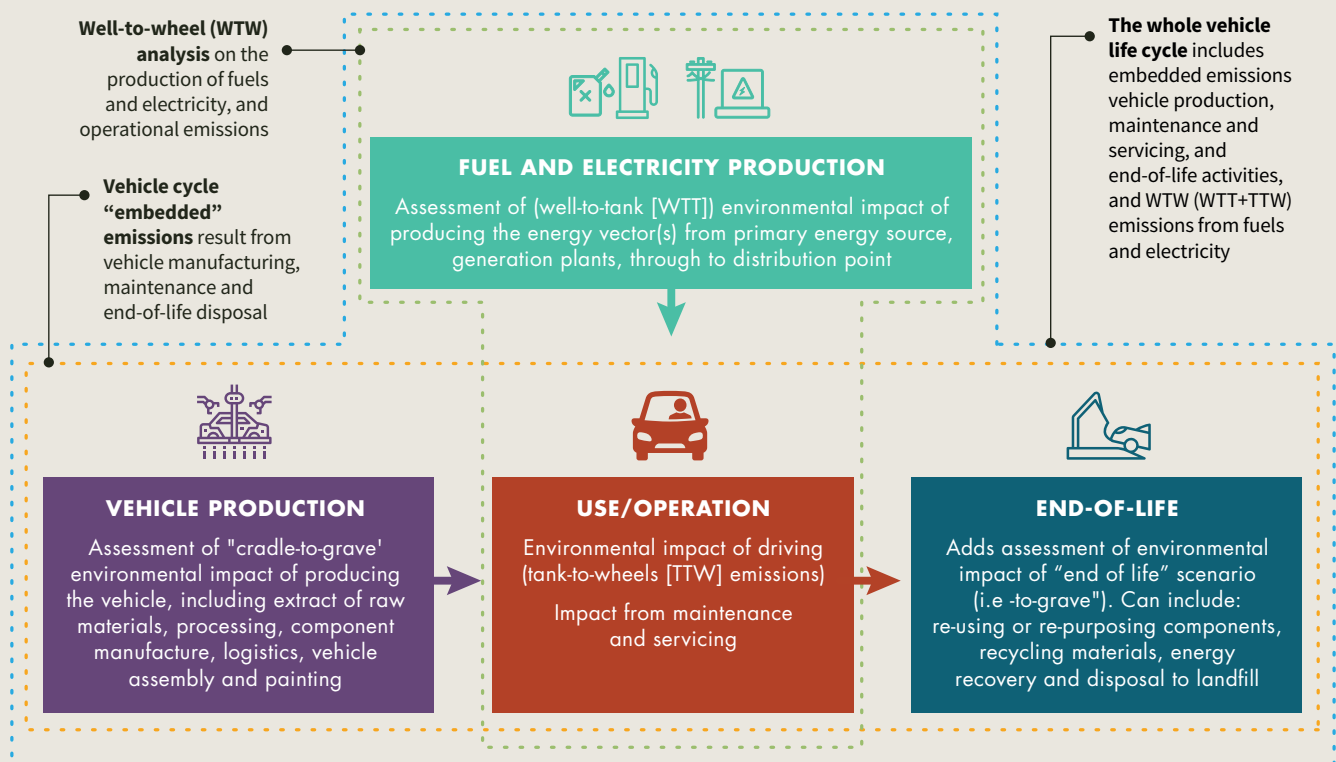 Well-to-wheel (WTW)
analysis on the
production of fuels
and electricity, and
operational emissions
Vehicle cycle
“embedded”
emissions result from
vehicle manufacturing,
maintenance and
end-of-life disposal
The whole vehicle
life cycle includes
embedded emissions
vehicle production,
maintenance and
servicing, and
end-of-life activities,
and WTW (WTT+TTW)
emissions from fuels
and electricity
FUEL AND ELECTRICITY PRODUCTION
Assessment of (well-to-tank [WTT]) environmental impact of
producing the energy vector(s) from primary energy source,
generation plants, through to distribution point
VEHICLE PRODUCTION
Assessment of "cradle-to-grave'
environmental impact of producing
the vehicle, including extract of raw
materials, processing, component
manufacture, logistics, vehicle
assembly and painting
USE/OPERATION
Environmental impact of driving
(tank-to-wheels [TTW] emissions)
Impact from maintenance
and servicing
END-OF-LIFE
Adds assessment of environmental
impact of “end of life” scenario
(i.e -to-grave"). Can include:
re-using or re-purposing components,
recycling materials, energy
recovery and disposal to landfill